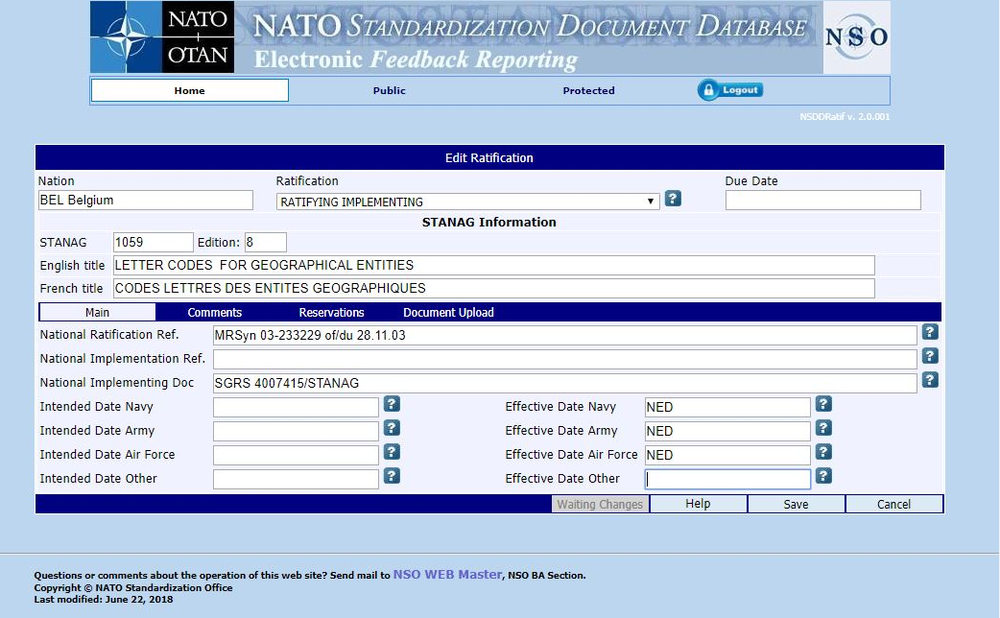 NATO
OTAN
NATO STANDARDIZATION DOCUMENT DATABASE
Electronic Feedback Reporting
NSO
Home Public Protected Logout
NSDDRatif v. 2.0.001
Edit Ratification
Nation Ratification Due Date
BEL Belgium RATIFYING IMPLEMENTING ?
STANAG Information
STANAG 1059 Edition: 8
English title LETTER CODES  FOR GEOGRAPHICAL ENTITIES
French title CODES LETTRES DES ENTITES GEOGRAPHIQUES
Main Comments Reservations Document Upload
National Ratification Ref. MRSyn 03-233229 of/du 28.11.03 ?
National Implementation Ref. ?
National Implementing Doc SGRS 4007415/STANAG ?
Intended Date Navy ? Effective Date Navy NED ?
Intended Date Army ? Effective Date Army NED ?
Intended Date Air Force ? Effective Date Air Force NED ?
Intended Date Other ? Effective Date Other ?
Waiting Changes Help Save Cancel
Questions or comments about the operation of this web site? Send mail to NSO WEB Master, NSO BA Section.
Copyright © NATO Standardization Office
Last modified: June 22, 2018